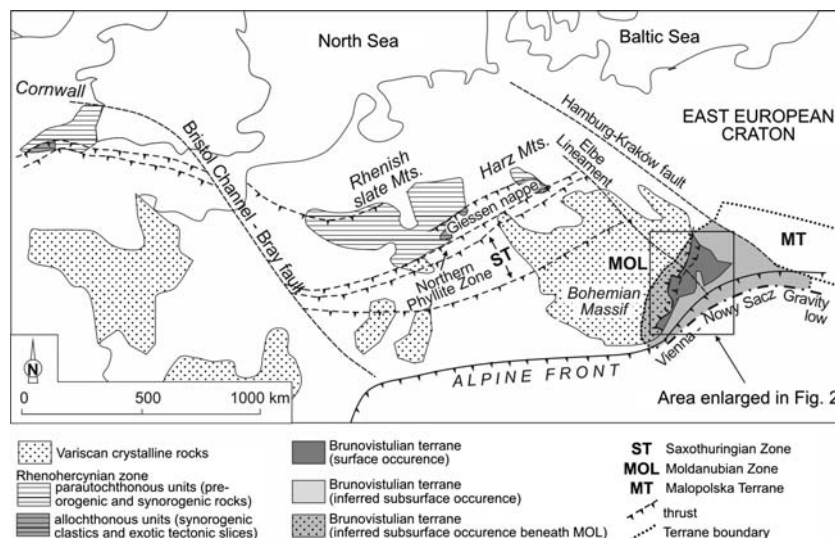 North Sea
Baltic Sea
Cornwall
EAST EUROPEAN
CRATON
Hamburg-Kraków fault
Bristol Channel - Bray fault
Rhenish
slate Mts.
Harz Mts.
Elbe
Lineament
Giessen nappe
Northern
Phyllite Zone
ST
MOL
MT
Bohemian
Massif
Vienna - Nowy Sacz
Gravity
low
ALPINE FRONT
Area enlarged in Fig. 2
N
0 500 1000 km
Variscan crystalline rocks
Rhenohercynian zone
parautochthonous units (pre-
orogenic and synorogenic rocks)
allochthonous units (synorogenic
clastics and exotic tectonic slices)
Brunovistulian terrane
(surface occurence)
Brunovistulian terrane
(inferred subsurface occurence)
Brunovistulian terrane
(inferred subsurface occurence beneath MOL)
ST Saxothuringian Zone
MOL Moldanubian Zone
MT Malopolska Terrane
thrust
Terrane boundary